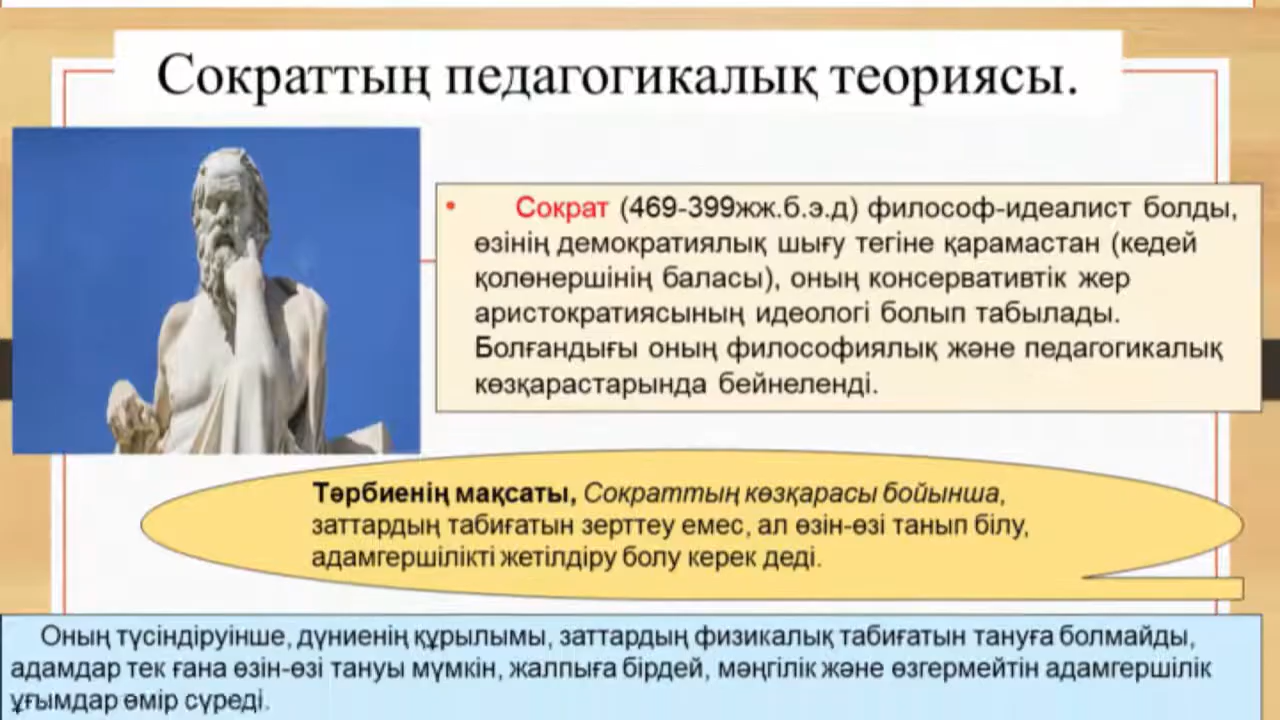 Сократтың педагогикалық теориясы.
• Сократ (469-399жж.б.э.д) философ-идеалист болды,
өзінің демократиялық шығу тегіне қарамастан (кедей
қолөнершінің баласы), оның консервативтік жер
аристократиясының идеологі болып табылады.
Болғандығы оның философиялық және педагогикалық
көзқарастарында бейнеленді.
Тәрбиенің мақсаты, Сократтың көзқарасы бойынша,
заттардың табиғатын зерттеу емес, ал өзін-өзі танып білу,
адамгершілікті жетілдіру болу керек деді.
Оның түсіндіруінше, дүниенің құрылымы, заттардың физикалық табиғатын тануға болмайды,
адамдар тек ғана өзін-өзі тануы мүмкін, жалпыға бірдей, мәңгілік және өзгермейтін адамгершілік
ұғымдар өмір сүреді.